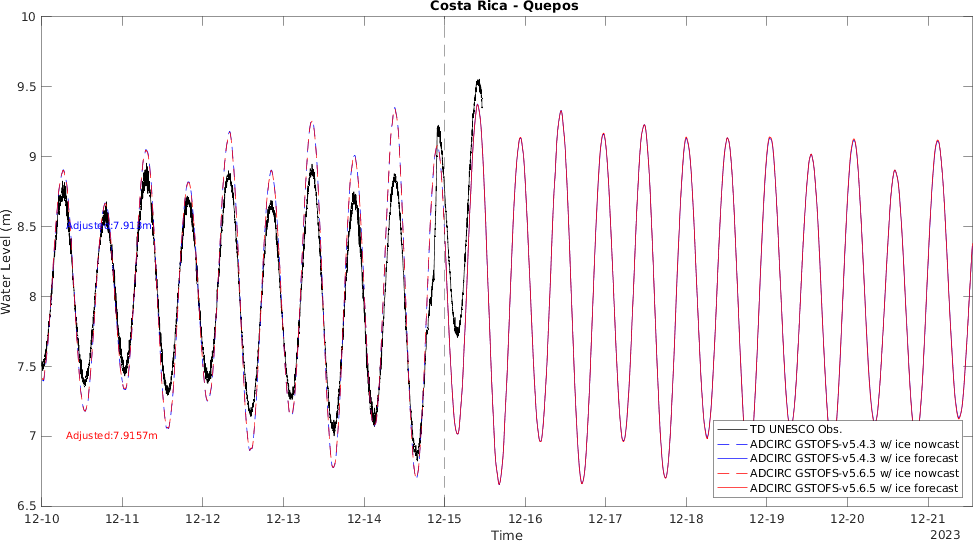 Costa Rica - Quepos
10
9.5
9
8.5
8
7.5
7
6.5
Water Level (m)
Adjusted:7.918m
Adjusted:7.9157m
TD UNESCO Obs.
ADCIRC GSTOFS-v5.4.3 w/ ice nowcast
ADCIRC GSTOFS-v5.4.3 w/ ice forecast
ADCIRC GSTOFS-v5.6.5 w/ ice nowcast
ADCIRC GSTOFS-v5.6.5 w/ ice forecast
12-10 12-11 12-12 12-13 12-14 12-15 12-16 12-17 12-18 12-19 12-20 12-21
2023
Time